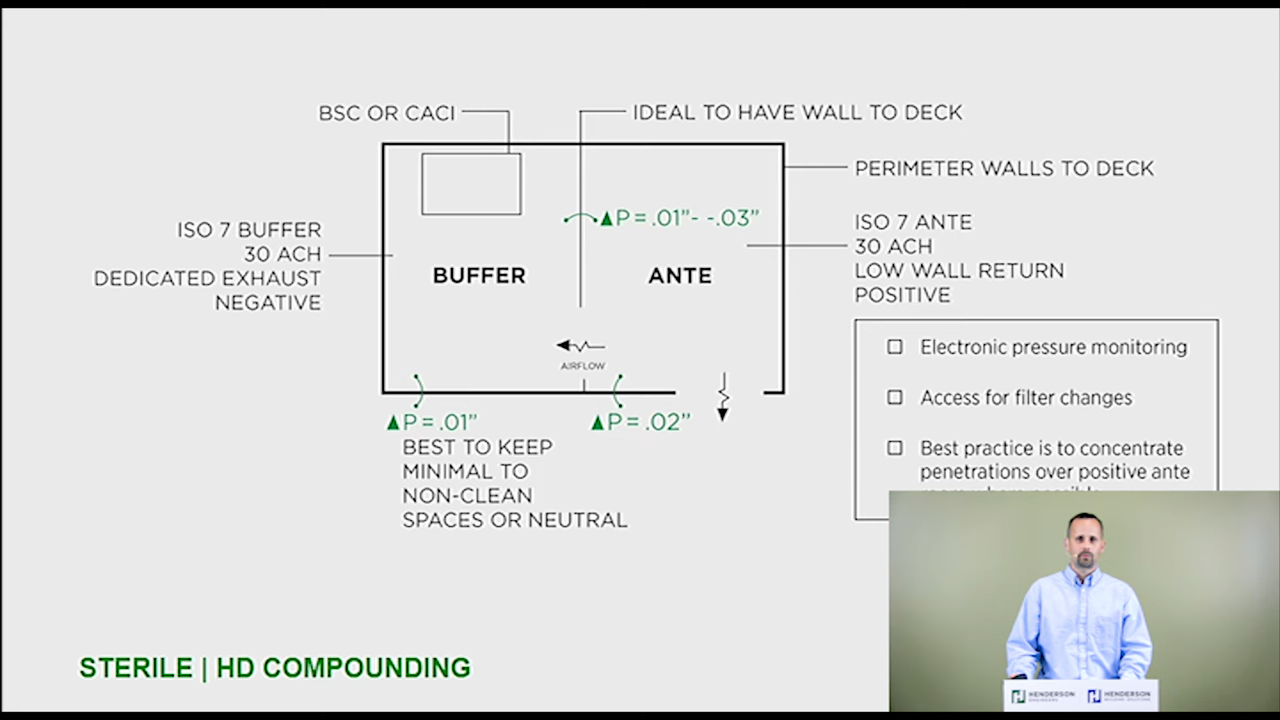 BSC OR CACI
IDEAL TO HAVE WALL TO DECK
PERIMETER WALLS TO DECK
▲P = .01”- -.03”
ISO 7 BUFFER
30 ACH
DEDICATED EXHAUST
NEGATIVE
ISO 7 ANTE
30 ACH
LOW WALL RETURN
POSITIVE
BUFFER
ANTE
AIRFLOW
▲P = .01”
BEST TO KEEP
MINIMAL TO
NON-CLEAN
SPACES OR NEUTRAL
▲P = .02”
Electronic pressure monitoring
Access for filter changes
Best practice is to concentrate
penetrations over positive ante
STERILE | HD COMPOUNDING
HENDERSON
ENGINEERS
HENDERSON
BUILDING SOLUTIONS